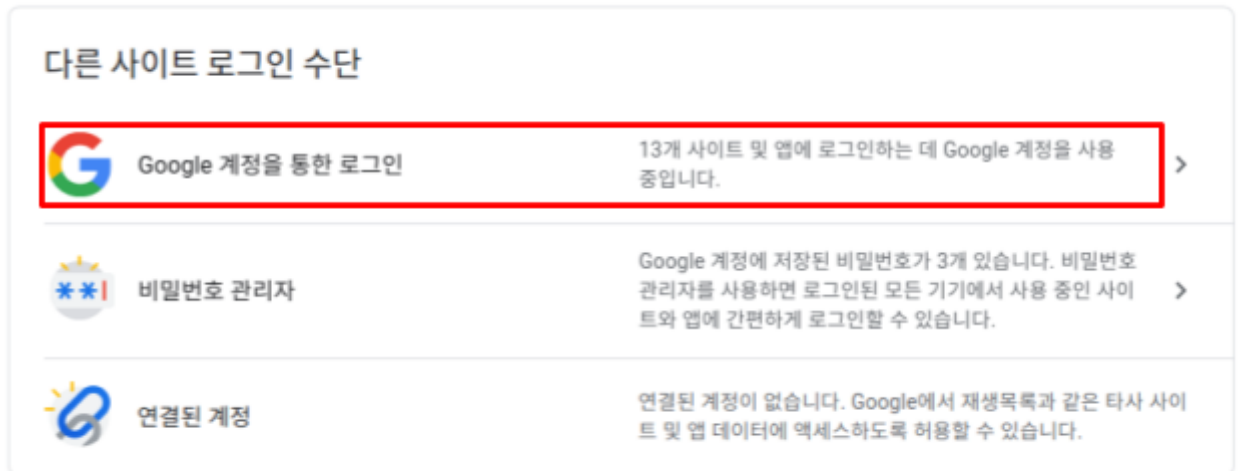 다른 사이트 로그인 수단
Google 계정을 통한 로그인
13개 사이트 및 앱에 로그인하는 데 Google 계정을 사용
중입니다.
비밀번호 관리자
Google 계정에 저장된 비밀번호가 3개 있습니다. 비밀번호
관리자를 사용하면 로그인된 모든 기기에서 사용 중인 사이
트와 앱에 간편하게 로그인할 수 있습니다.
연결된 계정
연결된 계정이 없습니다. Google에서 재생목록과 같은 타사 사이
트 및 앱 데이터에 액세스하도록 허용할 수 있습니다.